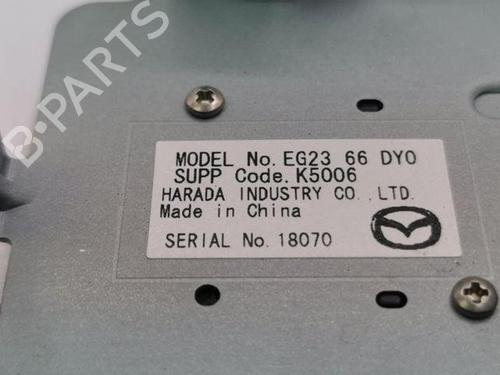 B-PARTS
MODEL No. EG23 66 DY0
SUPP Code. K5006
HARADA INDUSTRY CO.,LTD.
Made in China
SERIAL No. 18070